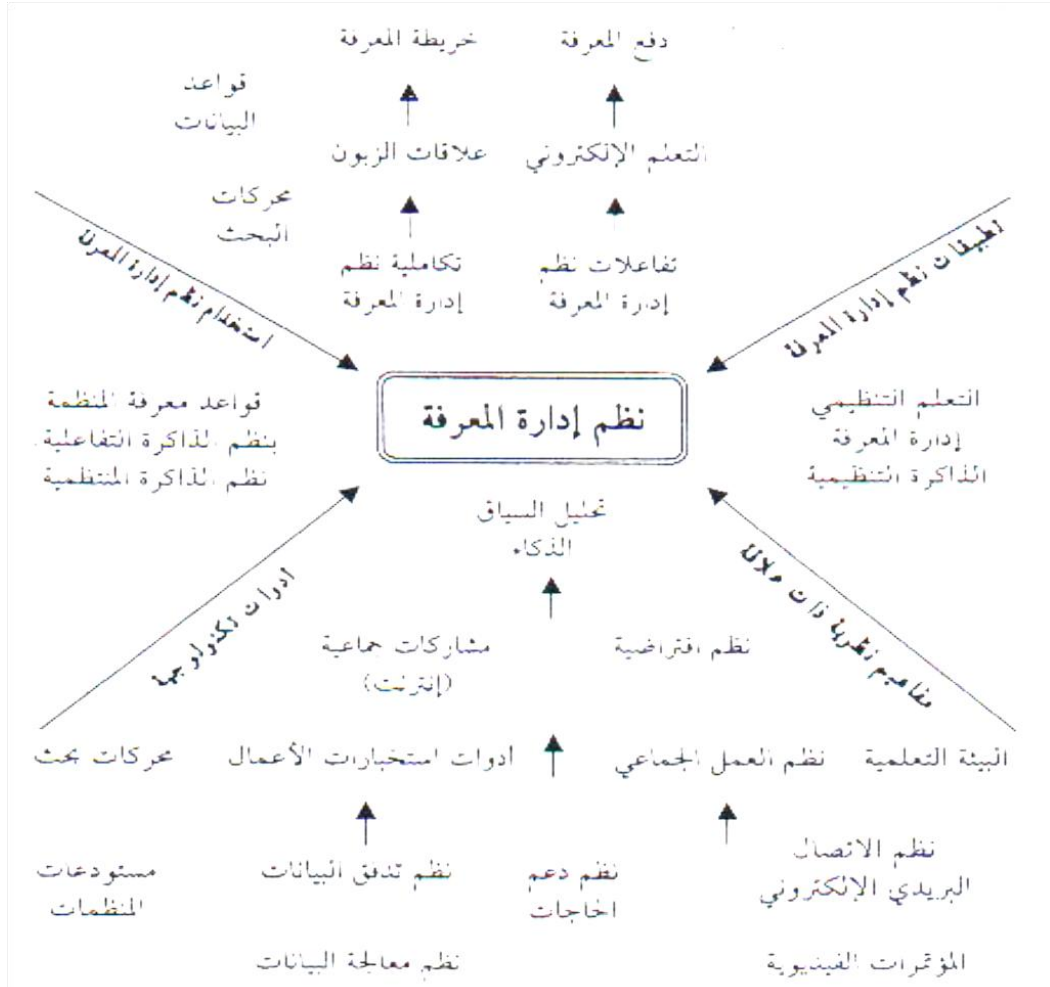 دفع المعرفة
خريطة المعرفة
قواعد
البيانات
التعلم الإلكتروني
علاقات الزبون
محركات
البحث
تفاعلات نظم
إدارة المعرفة
تكاملية نظم
إدارة المعرفة
تطبيقات نظم إدارة المعرفة
استخدام نظم إدارة المعرفة
نظم إدارة المعرفة
التعلم التنظيمي
إدارة المعرفة
الذاكرة التنظيمية
قواعد معرفة المنظمة
بنظم الذاكرة التفاعلية
نظم الذاكرة المنتظمية
تحليل السياق
الذكاء
مفاهيم نظرية ذات علاقة
أدوات تكنولوجي
نظم افتراضية
مشاركات جماعية
(إنترنت)
البيئة التعلمية
نظم العمل الجماعي
أدوات استخبارات الأعمال
محركات بحث
نظم الاتصال
البريدي الإلكتروني
نظم دعم
الحاجات
نظم تدفق البيانات
مستودعات
المنظمات
المؤتمرات الفيديوية
نظم معالجة البيانات